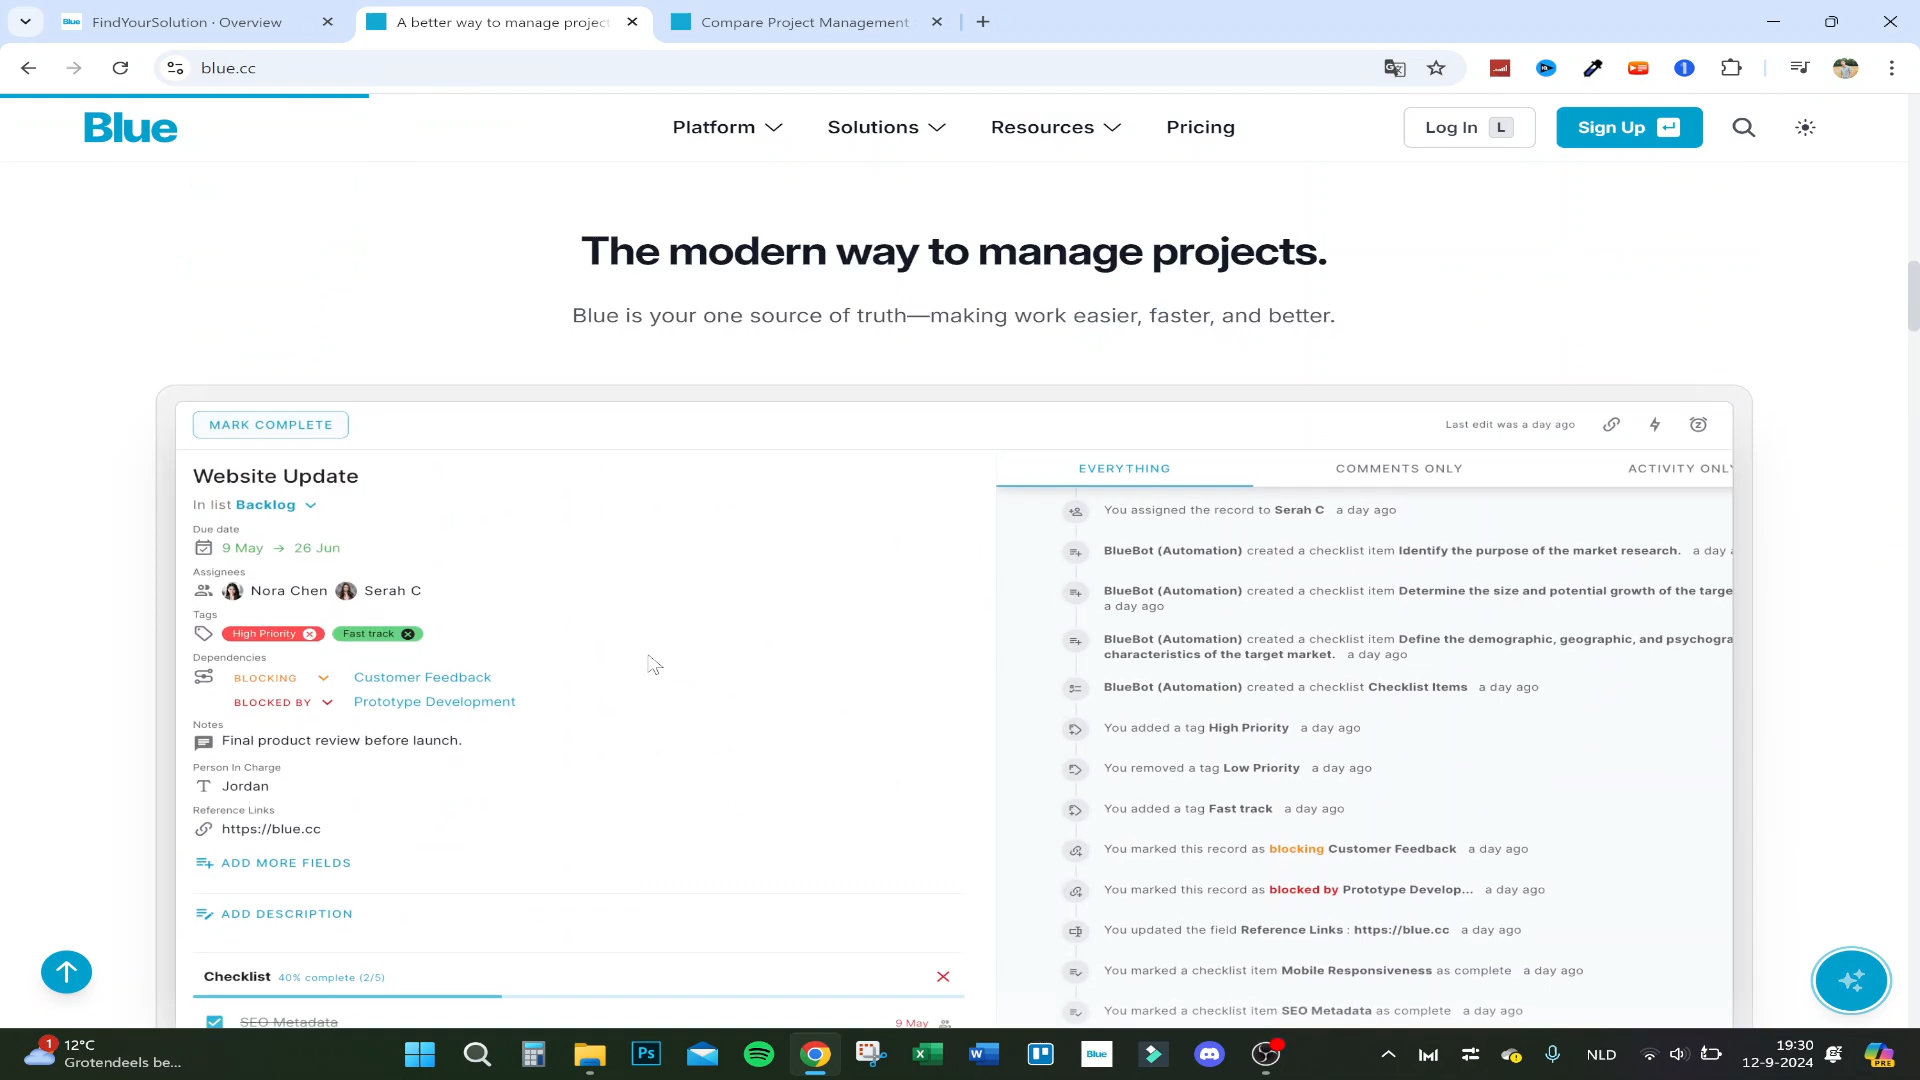 Blue
FindYourSolution · Overview
A better way to manage project
Compare Project Management
blue.cc
Blue
Platform
Solutions
Resources
Pricing
Log In L
Sign Up
The modern way to manage projects.
Blue is your one source of truth—making work easier, faster, and better.
MARK COMPLETE
Last edit was a day ago
Website Update
In list Backlog
Due date
9 May → 26 Jun
Assignees
Nora Chen Serah C
Tags
High Priority Fast track
Dependencies
BLOCKING Customer Feedback
BLOCKED BY Prototype Development
Notes
Final product review before launch.
Person In Charge
Jordan
Reference Links
https://blue.cc
ADD MORE FIELDS
ADD DESCRIPTION
Checklist 40% complete (2/5)
SEO Metadata 9 May
EVERYTHING COMMENTS ONLY ACTIVITY ONLY
You assigned the record to Serah C a day ago
BlueBot (Automation) created a checklist item Identify the purpose of the market research. a day
BlueBot (Automation) created a checklist item Determine the size and potential growth of the targe
a day ago
BlueBot (Automation) created a checklist item Define the demographic, geographic, and psychogra
characteristics of the target market. a day ago
BlueBot (Automation) created a checklist Checklist Items a day ago
You added a tag High Priority a day ago
You removed a tag Low Priority a day ago
You added a tag Fast track a day ago
You marked this record as blocking Customer Feedback a day ago
You marked this record as blocked by Prototype Develop... a day ago
You updated the field Reference Links : https://blue.cc a day ago
You marked a checklist item Mobile Responsiveness as complete a day ago
You marked a checklist item SEO Metadata as complete a day ago
1
12°C
Grotendeels be...
Ps
Blue
NLD
19:30
12-9-2024
PRE